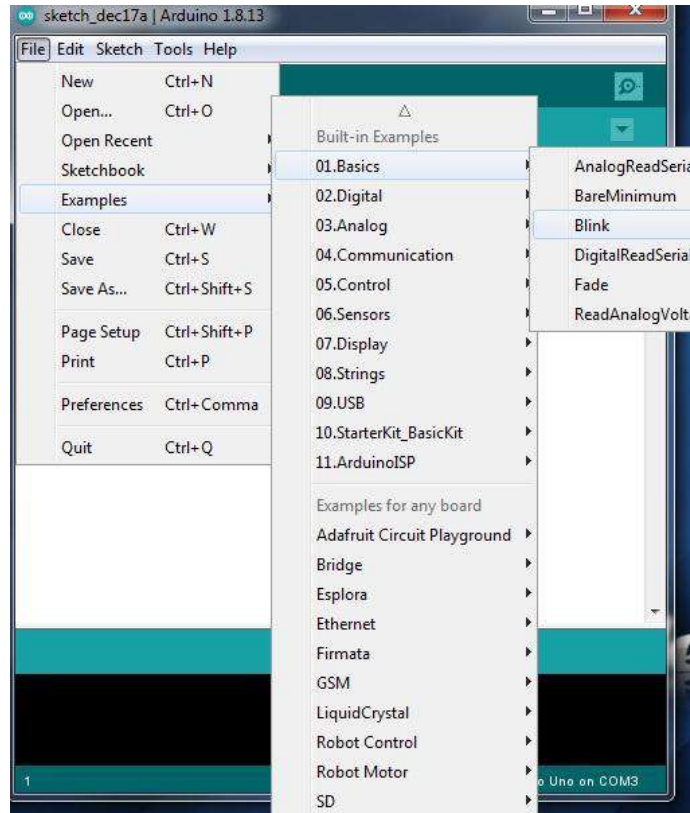 sketch_dec17a | Arduino 1.8.13
File Edit Sketch Tools Help
New Ctrl+N
Open... Ctrl+O
Open Recent
Sketchbook
Examples
Close Ctrl+W
Save Ctrl+S
Save As... Ctrl+Shift+S
Page Setup Ctrl+Shift+P
Print Ctrl+P
Preferences Ctrl+Comma
Quit Ctrl+Q
Built-in Examples
01.Basics
02.Digital
03.Analog
04.Communication
05.Control
06.Sensors
07.Display
08.Strings
09.USB
10.StarterKit_BasicKit
11.ArduinoISP
Examples for any board
Adafruit Circuit Playground
Bridge
Esplora
Ethernet
Firmata
GSM
LiquidCrystal
Robot Control
Robot Motor
SD
AnalogReadSeria
BareMinimum
Blink
DigitalReadSerial
Fade
ReadAnalogVolt
1
o Uno on COM3